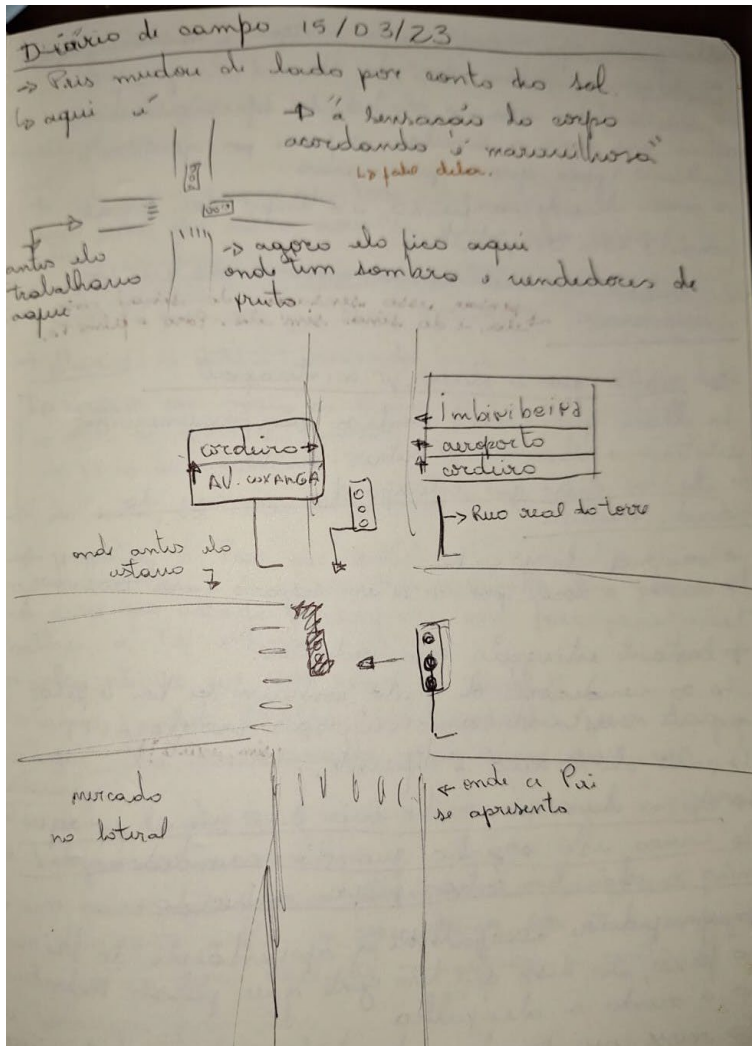 Diário de campo 15/03/23
→ Pris mudou de lado por conta do sol.
↳ aqui é
→ "a sensação do corpo
acordando é maravilhosa"
↳ fala dela.
antes ela
trabalhava
aqui
→ agora ela fica aqui
onde tem sombra e vendedores de
fruta.
← imbiribeira
→ aeroporto
↑ cordeiro
cordeiro →
↑ AV. CAXANGÁ
→ Rua real da torre
onde antes ela
estava
mercado
na lateral
← onde a Pri
se apresenta